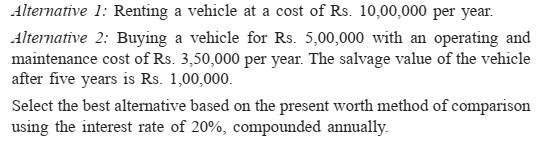 Alternative 1: Renting a vehicle at a cost of Rs. 10,00,000 per year.
Alternative 2: Buying a vehicle for Rs. 5,00,000 with an operating and
maintenance cost of Rs. 3,50,000 per year. The salvage value of the vehicle
after five years is Rs. 1,00,000.
Select the best alternative based on the present worth method of comparison
using the interest rate of 20%, compounded annually.